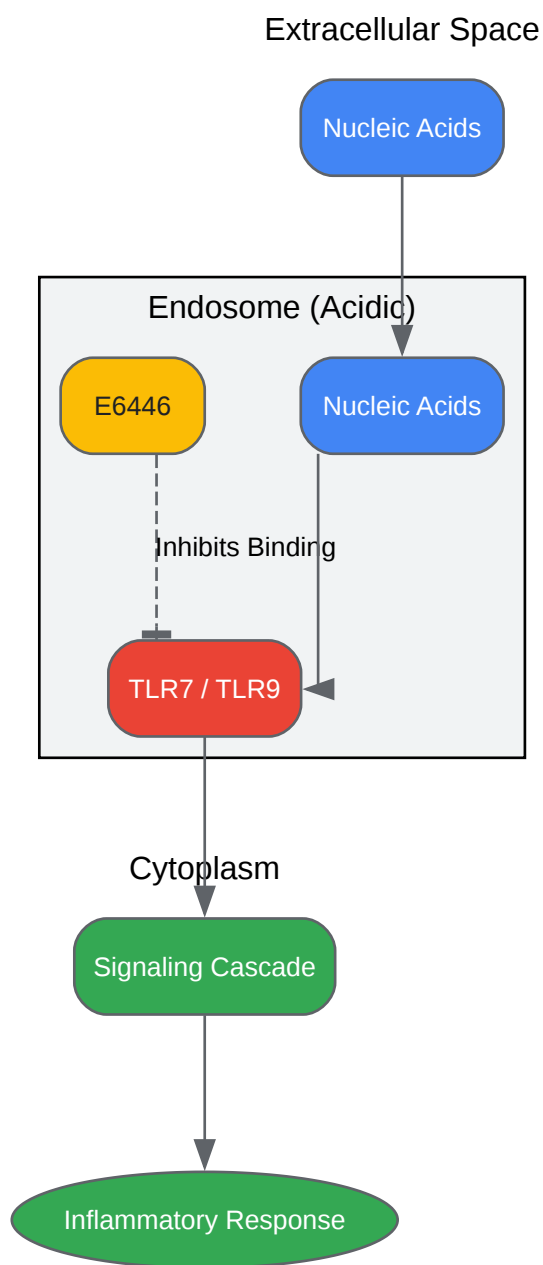 Extracellular Space
Nucleic Acids
Endosome (Acidic)
E6446
Nucleic Acids
Inhibits Binding
TLR7 / TLR9
Cytoplasm
Signaling Cascade
Inflammatory Response